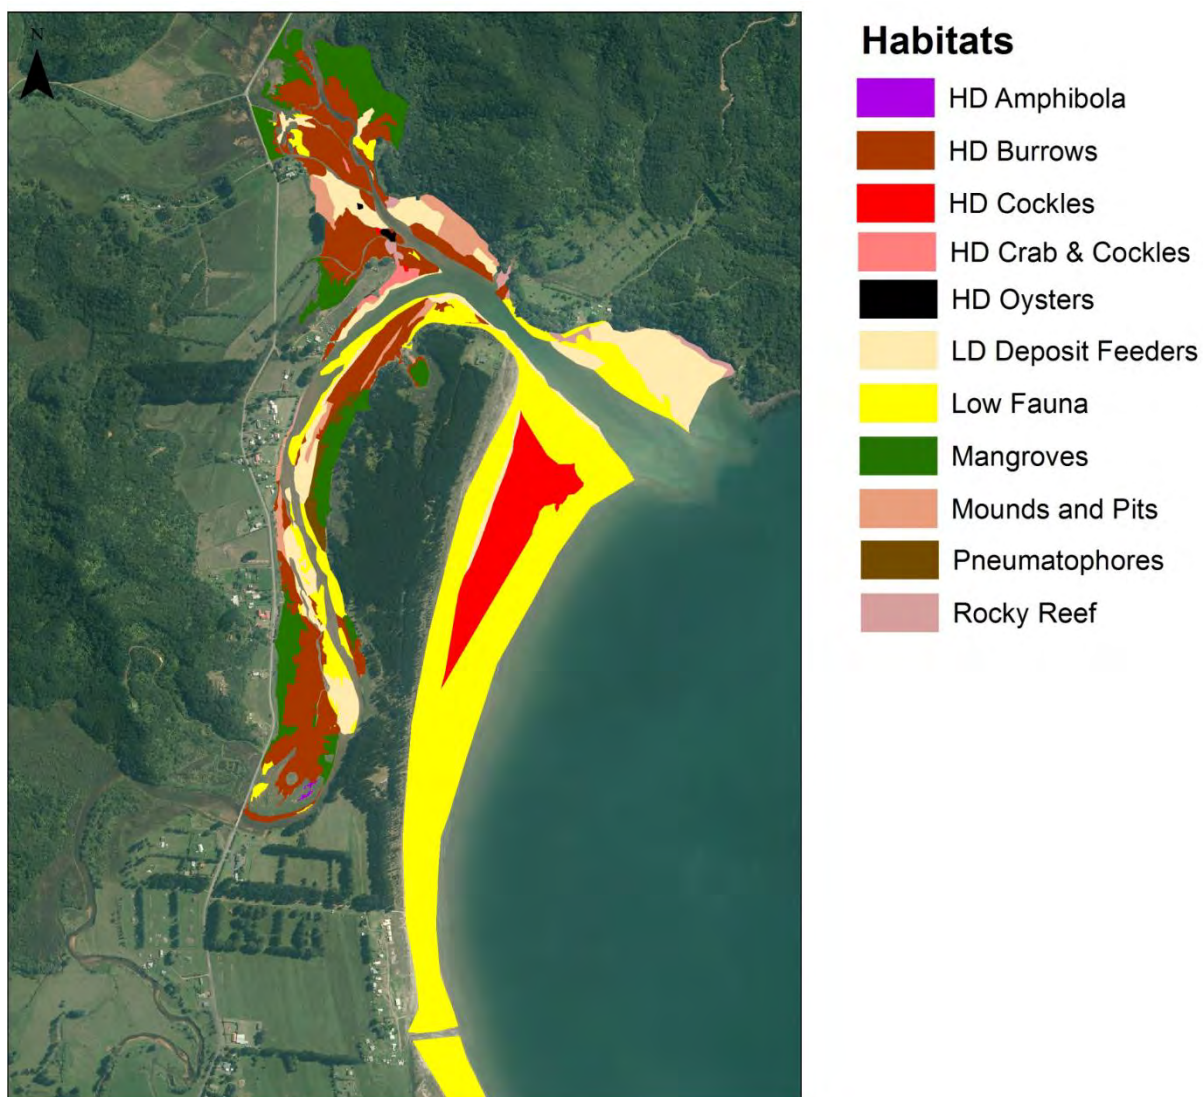 N
Habitats
HD Amphibola
HD Burrows
HD Cockles
HD Crab & Cockles
HD Oysters
LD Deposit Feeders
Low Fauna
Mangroves
Mounds and Pits
Pneumatophores
Rocky Reef